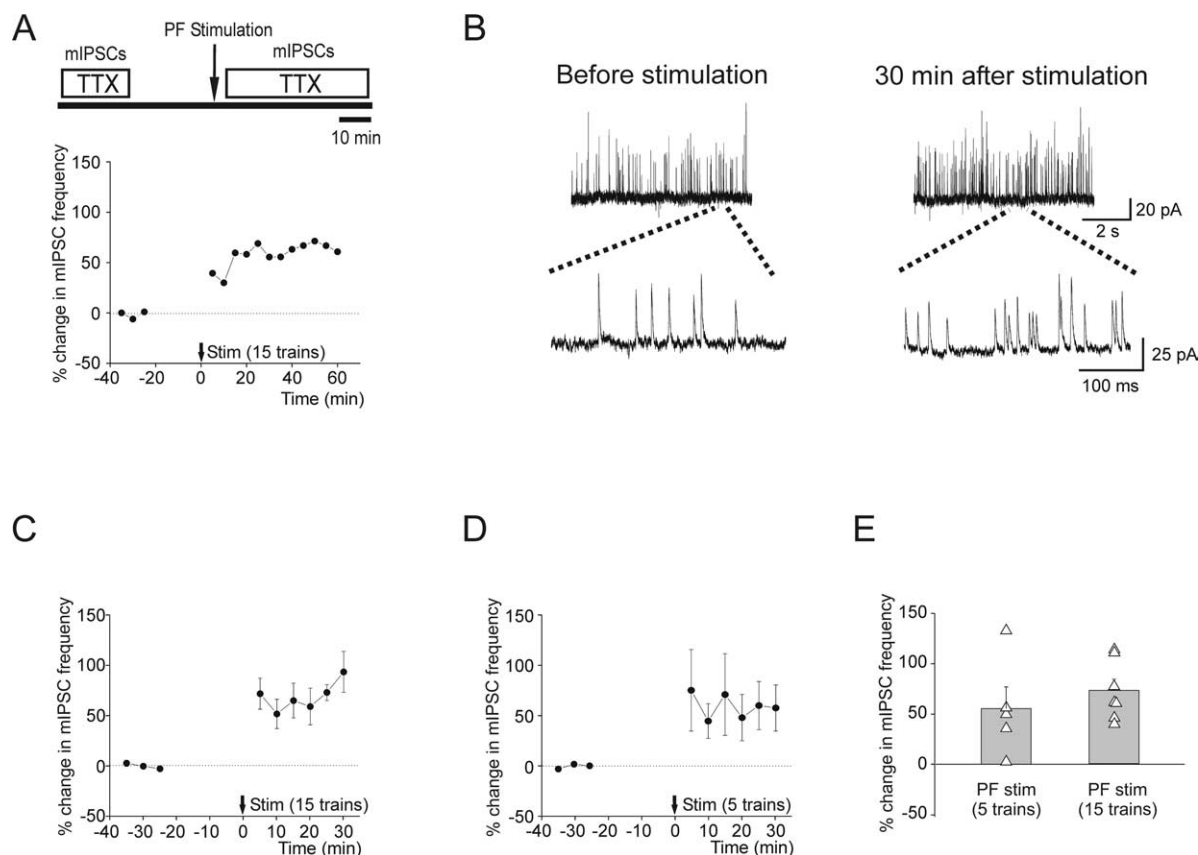 A
PF Stimulation
mIPSCs
mIPSCs
TTX
TTX
10 min
% change in mIPSC frequency
150
100
50
0
-50
Stim (15 trains)
-40 -20 0 20 40 60
Time (min)
B
Before stimulation
30 min after stimulation
20 pA
2 s
25 pA
100 ms
C
% change in mIPSC frequency
150
100
50
0
-50
Stim (15 trains)
-40 -30 -20 -10 0 10 20 30
Time (min)
D
% change in mIPSC frequency
150
100
50
0
-50
Stim (5 trains)
-40 -30 -20 -10 0 10 20 30
Time (min)
E
% change in mIPSC frequency
150
100
50
0
-50
PF stim
(5 trains)
PF stim
(15 trains)